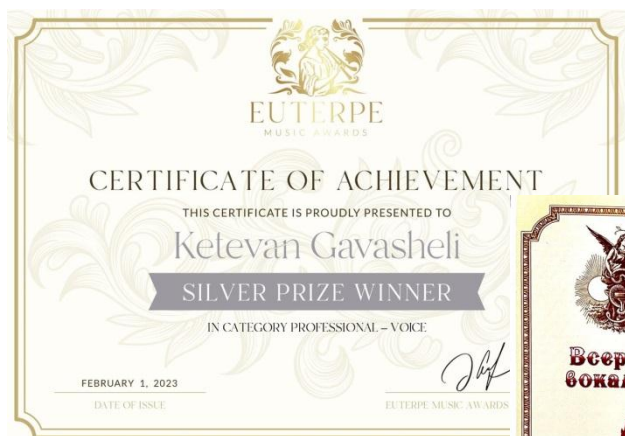 EUTERPE
MUSIC AWARDS
CERTIFICATE OF ACHIEVEMENT
THIS CERTIFICATE IS PROUDLY PRESENTED TO
Ketevan Gavasheli
SILVER PRIZE WINNER
IN CATEGORY PROFESSIONAL – VOICE
FEBRUARY 1, 2023
DATE OF ISSUE
EUTERPE MUSIC AWARDS